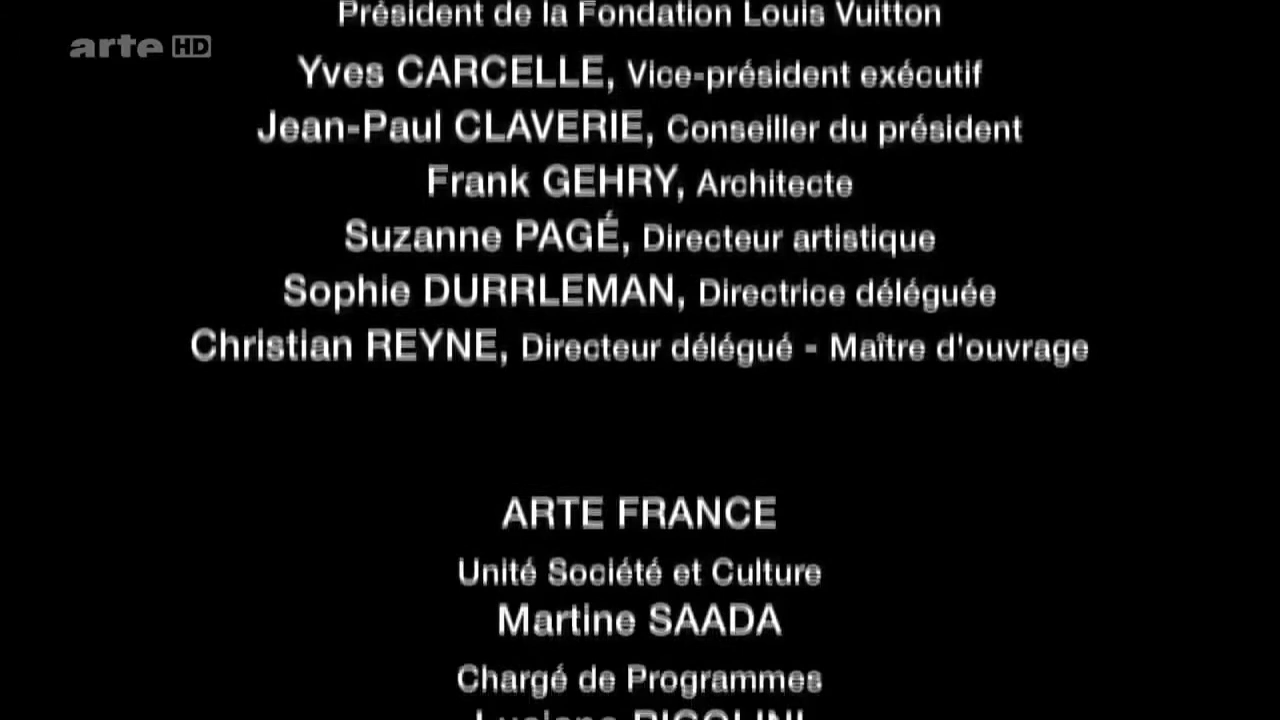 arte HD
Président de la Fondation Louis Vuitton
Yves CARCELLE, Vice-président exécutif
Jean-Paul CLAVERIE, Conseiller du président
Frank GEHRY, Architecte
Suzanne PAGÉ, Directeur artistique
Sophie DURRLEMAN, Directrice déléguée
Christian REYNE, Directeur délégué - Maître d'ouvrage
ARTE FRANCE
Unité Société et Culture
Martine SAADA
Chargé de Programmes
Luciano RIGOLINI